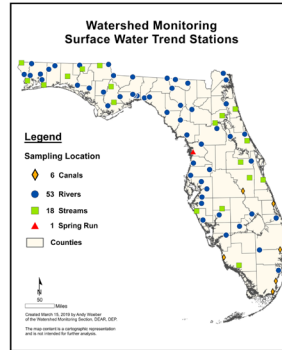 Watershed Monitoring
Surface Water Trend Stations
Legend
Sampling Location
6 Canals
53 Rivers
18 Streams
1 Spring Run
Counties
N
50
Miles
Created March 15, 2019 by Andy Woeber
of the Watershed Monitoring Section, DEAR, DEP.
The map content is a cartographic representation
and is not intended for further analysis.